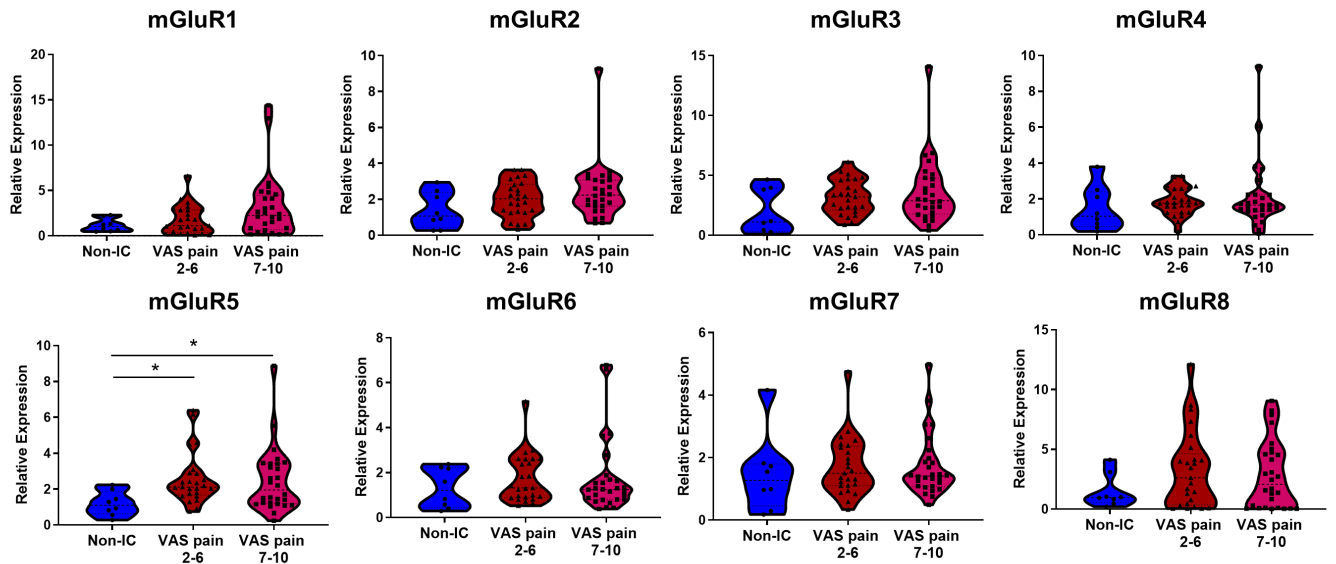 mGluR1
mGluR2
mGluR3
mGluR4
Relative Expression
20
15
10
5
0
Non-IC
VAS pain
2-6
VAS pain
7-10
Relative Expression
10
8
6
4
2
0
Non-IC
VAS pain
2-6
VAS pain
7-10
Relative Expression
15
10
5
0
Non-IC
VAS pain
2-6
VAS pain
7-10
Relative Expression
10
8
6
4
2
0
Non-IC
VAS pain
2-6
VAS pain
7-10
mGluR5
mGluR6
mGluR7
mGluR8
Relative Expression
10
8
6
4
2
0
*
*
Non-IC
VAS pain
2-6
VAS pain
7-10
Relative Expression
8
6
4
2
0
Non-IC
VAS pain
2-6
VAS pain
7-10
Relative Expression
6
4
2
0
Non-IC
VAS pain
2-6
VAS pain
7-10
Relative Expression
15
10
5
0
Non-IC
VAS pain
2-6
VAS pain
7-10